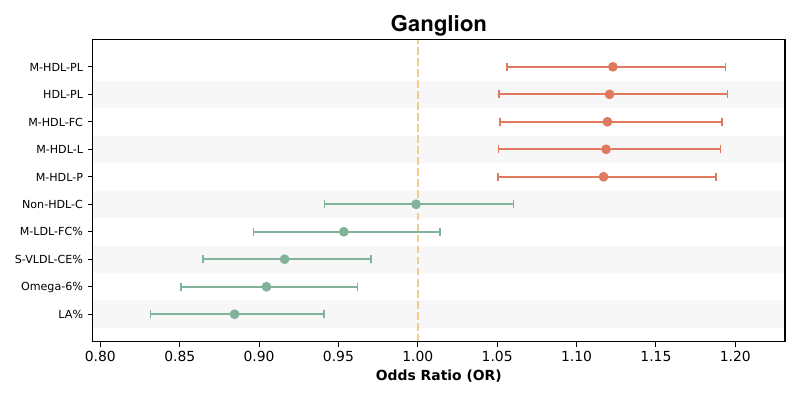 Ganglion
M-HDL-PL
HDL-PL
M-HDL-FC
M-HDL-L
M-HDL-P
Non-HDL-C
M-LDL-FC%
S-VLDL-CE%
Omega-6%
LA%
0.80 0.85 0.90 0.95 1.00 1.05 1.10 1.15 1.20
Odds Ratio (OR)